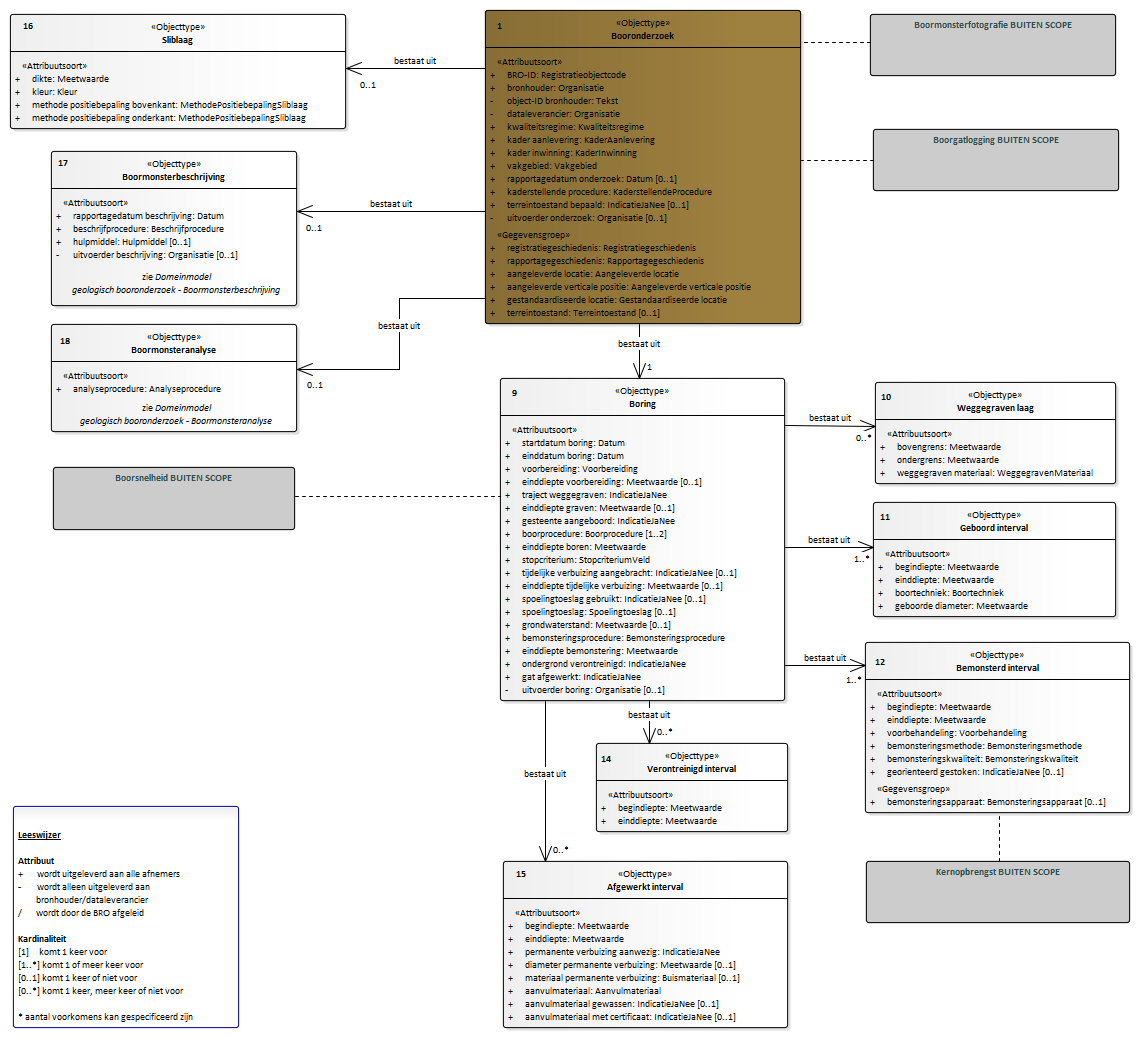 16
«Objecttype»
Sliblaag
«Attribuutsoort»
+ dikte: Meetwaarde
+ kleur: Kleur
+ methode positiebepaling bovenkant: MethodePositiebepalingSliblaag
+ methode positiebepaling onderkant: MethodePositiebepalingSliblaag
bestaat uit
0..1
1
«Objecttype»
Booronderzoek
«Attribuutsoort»
+ BRO-ID: Registratieobjectcode
+ bronhouder: Organisatie
- object-ID bronhouder: Tekst
- dataleverancier: Organisatie
+ kwaliteitsregime: Kwaliteitsregime
+ kader aanlevering: KaderAanlevering
+ kader inwinning: KaderInwinning
+ vakgebied: Vakgebied
+ rapportagedatum onderzoek: Datum [0..1]
+ kaderstellende procedure: KaderstellendeProcedure
+ terreintoestand bepaald: IndicatieJaNee [0..1]
- uitvoerder onderzoek: Organisatie [0..1]
«Gegevensgroep»
+ registratiegeschiedenis: Registratiegeschiedenis
+ rapportagegeschiedenis: Rapportagegeschiedenis
+ aangeleverde locatie: Aangeleverde locatie
+ aangeleverde verticale positie: Aangeleverde verticale positie
+ gestandaardiseerde locatie: Gestandaardiseerde locatie
+ terreintoestand: Terreintoestand [0..1]
Boormonsterfotografie BUITEN SCOPE
Boorgatlogging BUITEN SCOPE
17
«Objecttype»
Boormonsterbeschrijving
«Attribuutsoort»
+ rapportagedatum beschrijving: Datum
+ beschrijfprocedure: Beschrijfprocedure
+ hulpmiddel: Hulpmiddel [0..1]
- uitvoerder beschrijving: Organisatie [0..1]
zie Domeinmodel
geologisch booronderzoek - Boormonsterbeschrijving
bestaat uit
0..1
18
«Objecttype»
Boormonsteranalyse
«Attribuutsoort»
+ analyseprocedure: Analyseprocedure
zie Domeinmodel
geologisch booronderzoek - Boormonsteranalyse
bestaat uit
0..1
bestaat uit
1
Boorsnelheid BUITEN SCOPE
9
«Objecttype»
Boring
«Attribuutsoort»
+ startdatum boring: Datum
+ einddatum boring: Datum
+ voorbereiding: Voorbereiding
+ einddiepte voorbereiding: Meetwaarde [0..1]
+ traject weggegraven: IndicatieJaNee
+ einddiepte graven: Meetwaarde [0..1]
+ gesteente aangeboord: IndicatieJaNee
+ boorprocedure: Boorprocedure [1..2]
+ einddiepte boren: Meetwaarde
+ stopcriterium: StopcriteriumVeld
+ tijdelijke verbuizing aangebracht: IndicatieJaNee [0..1]
+ einddiepte tijdelijke verbuizing: Meetwaarde [0..1]
+ spoelingtoeslag gebruikt: IndicatieJaNee [0..1]
+ spoelingtoeslag: Spoelingtoeslag [0..1]
+ grondwaterstand: Meetwaarde [0..1]
+ bemonsteringsprocedure: Bemonsteringsprocedure
+ einddiepte bemonstering: Meetwaarde
+ ondergrond verontreinigd: IndicatieJaNee
+ gat afgewerkt: IndicatieJaNee
- uitvoerder boring: Organisatie [0..1]
bestaat uit
0..*
10
«Objecttype»
Weggegraven laag
«Attribuutsoort»
+ bovengrens: Meetwaarde
+ ondergrens: Meetwaarde
+ weggegraven materiaal: WeggegravenMateriaal
bestaat uit
1..*
11
«Objecttype»
Geboord interval
«Attribuutsoort»
+ begindiepte: Meetwaarde
+ einddiepte: Meetwaarde
+ boortechniek: Boortechniek
+ geboorde diameter: Meetwaarde
bestaat uit
1..*
12
«Objecttype»
Bemonsterd interval
«Attribuutsoort»
+ begindiepte: Meetwaarde
+ einddiepte: Meetwaarde
+ voorbehandeling: Voorbehandeling
+ bemonsteringsmethode: Bemonsteringsmethode
+ bemonsteringskwaliteit: Bemonsteringskwaliteit
+ georienteerd gestoken: IndicatieJaNee [0..1]
«Gegevensgroep»
+ bemonsteringsapparaat: Bemonsteringsapparaat [0..1]
bestaat uit
0..*
14
«Objecttype»
Verontreinigd interval
«Attribuutsoort»
+ begindiepte: Meetwaarde
+ einddiepte: Meetwaarde
bestaat uit
0..*
15
«Objecttype»
Afgewerkt interval
«Attribuutsoort»
+ begindiepte: Meetwaarde
+ einddiepte: Meetwaarde
+ permanente verbuizing aanwezig: IndicatieJaNee
+ diameter permanente verbuizing: Meetwaarde [0..1]
+ materiaal permanente verbuizing: Buismateriaal [0..1]
+ aanvulmateriaal: Aanvulmateriaal
+ aanvulmateriaal gewassen: IndicatieJaNee [0..1]
+ aanvulmateriaal met certificaat: IndicatieJaNee [0..1]
Kernopbrengst BUITEN SCOPE
Leeswijzer
Attribuut
+ wordt uitgeleverd aan alle afnemers
- wordt alleen uitgeleverd aan
bronhouder/dataleverancier
/ wordt door de BRO afgeleid
Kardinaliteit
[1] komt 1 keer voor
[1..*] komt 1 of meer keer voor
[0..1] komt 1 keer of niet voor
[0..*] komt 1 keer, meer keer of niet voor
* aantal voorkomens kan gespecificeerd zijn